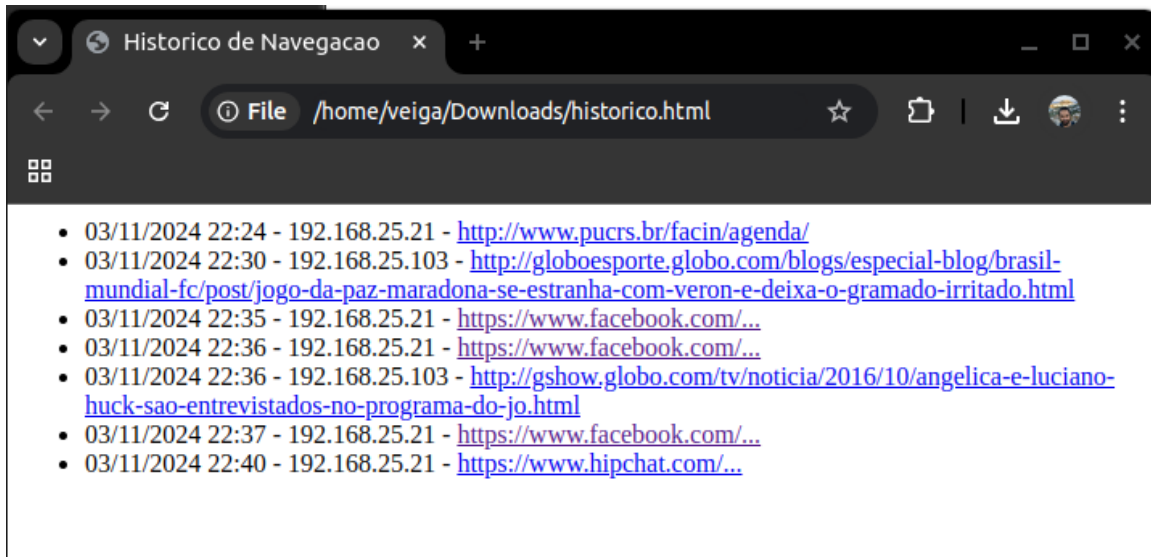 Historico de Navegacao
File /home/veiga/Downloads/historico.html
• 03/11/2024 22:24 - 192.168.25.21 - http://www.pucrs.br/facin/agenda/
• 03/11/2024 22:30 - 192.168.25.103 - http://globoesporte.globo.com/blogs/especial-blog/brasil-
mundial-fc/post/jogo-da-paz-maradona-se-estranha-com-veron-e-deixa-o-gramado-irritado.html
• 03/11/2024 22:35 - 192.168.25.21 - https://www.facebook.com/...
• 03/11/2024 22:36 - 192.168.25.21 - https://www.facebook.com/...
• 03/11/2024 22:36 - 192.168.25.103 - http://gshow.globo.com/tv/noticia/2016/10/angelica-e-luciano-
huck-sao-entrevistados-no-programa-do-jo.html
• 03/11/2024 22:37 - 192.168.25.21 - https://www.facebook.com/...
• 03/11/2024 22:40 - 192.168.25.21 - https://www.hipchat.com/...